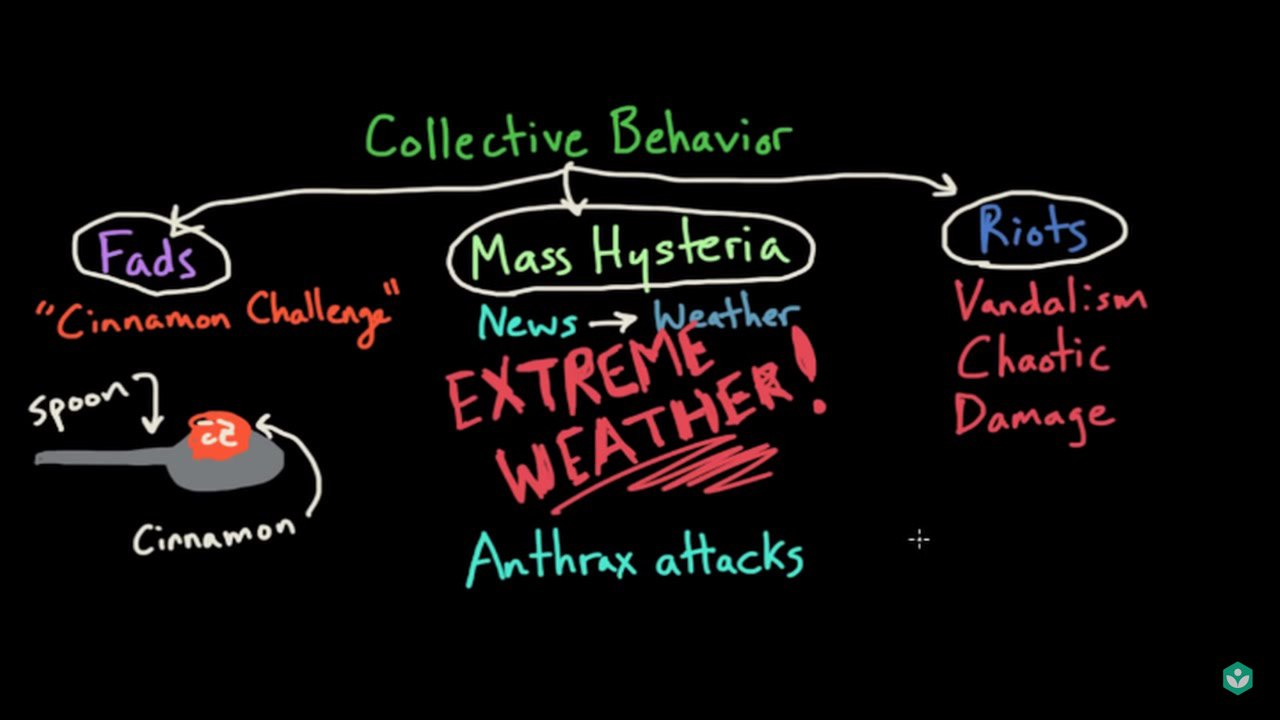 Collective Behavior
Fads
"Cinnamon Challenge"
spoon
Cinnamon
Mass Hysteria
News → Weather
EXTREME
WEATHER!
Anthrax attacks
Riots
Vandalism
Chaotic
Damage